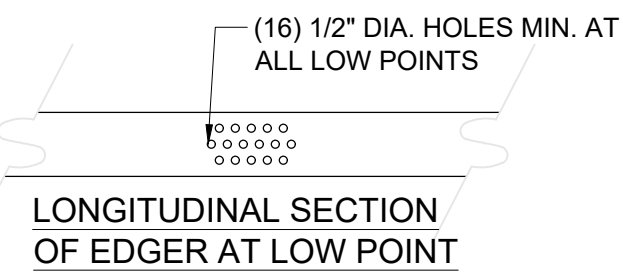 (16) 1/2" DIA. HOLES MIN. AT
ALL LOW POINTS
LONGITUDINAL SECTION
OF EDGER AT LOW POINT